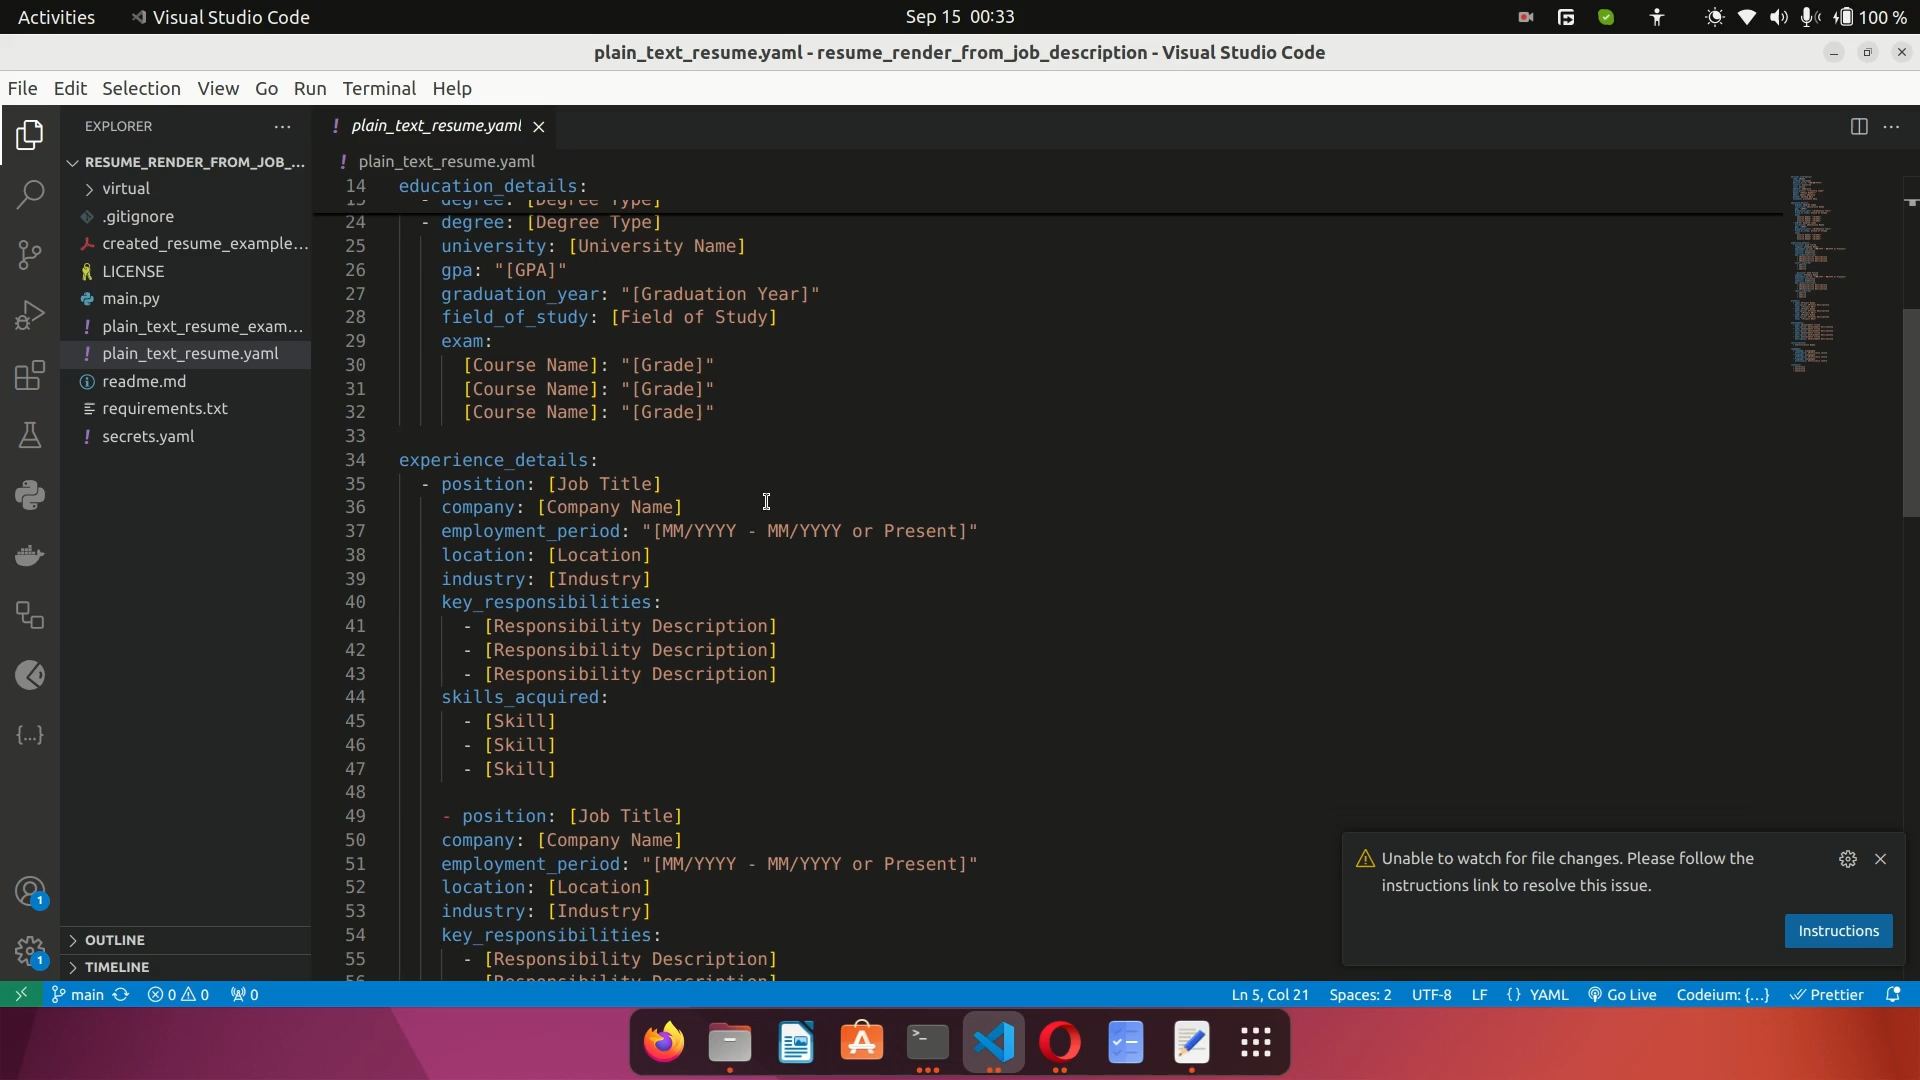 Activities
Visual Studio Code
Sep 15 00:33
100 %
plain_text_resume.yaml - resume_render_from_job_description - Visual Studio Code
File Edit Selection View Go Run Terminal Help
EXPLORER
RESUME_RENDER_FROM_JOB_...
virtual
.gitignore
created_resume_example...
LICENSE
main.py
plain_text_resume_exam...
plain_text_resume.yaml
readme.md
requirements.txt
secrets.yaml
OUTLINE
TIMELINE
plain_text_resume.yaml
plain_text_resume.yaml
14 education_details:
15 - degree: [Degree Type]
24 - degree: [Degree Type]
25 university: [University Name]
26 gpa: "[GPA]"
27 graduation_year: "[Graduation Year]"
28 field_of_study: [Field of Study]
29 exam:
30 [Course Name]: "[Grade]"
31 [Course Name]: "[Grade]"
32 [Course Name]: "[Grade]"
33
34 experience_details:
35 - position: [Job Title]
36 company: [Company Name]
37 employment_period: "[MM/YYYY - MM/YYYY or Present]"
38 location: [Location]
39 industry: [Industry]
40 key_responsibilities:
41 - [Responsibility Description]
42 - [Responsibility Description]
43 - [Responsibility Description]
44 skills_acquired:
45 - [Skill]
46 - [Skill]
47 - [Skill]
48
49 - position: [Job Title]
50 company: [Company Name]
51 employment_period: "[MM/YYYY - MM/YYYY or Present]"
52 location: [Location]
53 industry: [Industry]
54 key_responsibilities:
55 - [Responsibility Description]
56 - [Responsibility Description]
Unable to watch for file changes. Please follow the
instructions link to resolve this issue.
Instructions
1
1
main
0 0
0
Ln 5, Col 21
Spaces: 2
UTF-8
LF
{} YAML
Go Live
Codeium: {...}
Prettier